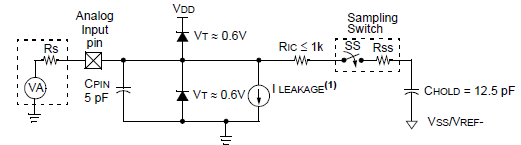 VDD
Analog
Input
pin
Rs
VA
CPIN
5 pF
VT ≈ 0.6V
VT ≈ 0.6V
RIC ≤ 1k
I LEAKAGE(1)
Sampling
Switch
SS
Rss
CHOLD = 12.5 pF
VSS/VREF-